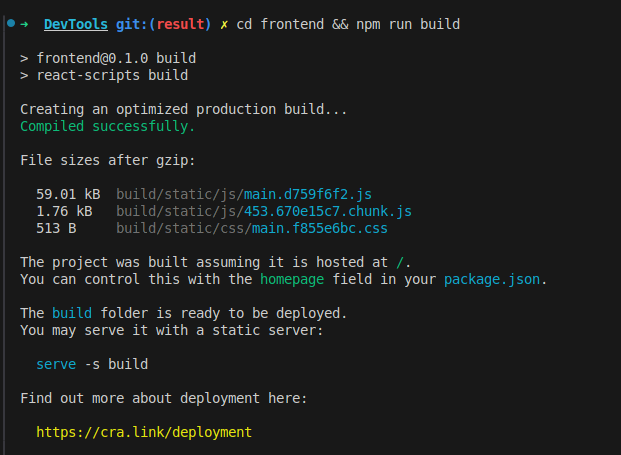 ➜  DevTools git:(result) ✗ cd frontend && npm run build
> frontend@0.1.0 build
> react-scripts build
Creating an optimized production build...
Compiled successfully.
File sizes after gzip:
59.01 kB  build/static/js/main.d759f6f2.js
1.76 kB   build/static/js/453.670e15c7.chunk.js
513 B     build/static/css/main.f855e6bc.css
The project was built assuming it is hosted at /.
You can control this with the homepage field in your package.json.
The build folder is ready to be deployed.
You may serve it with a static server:
serve -s build
Find out more about deployment here:
https://cra.link/deployment